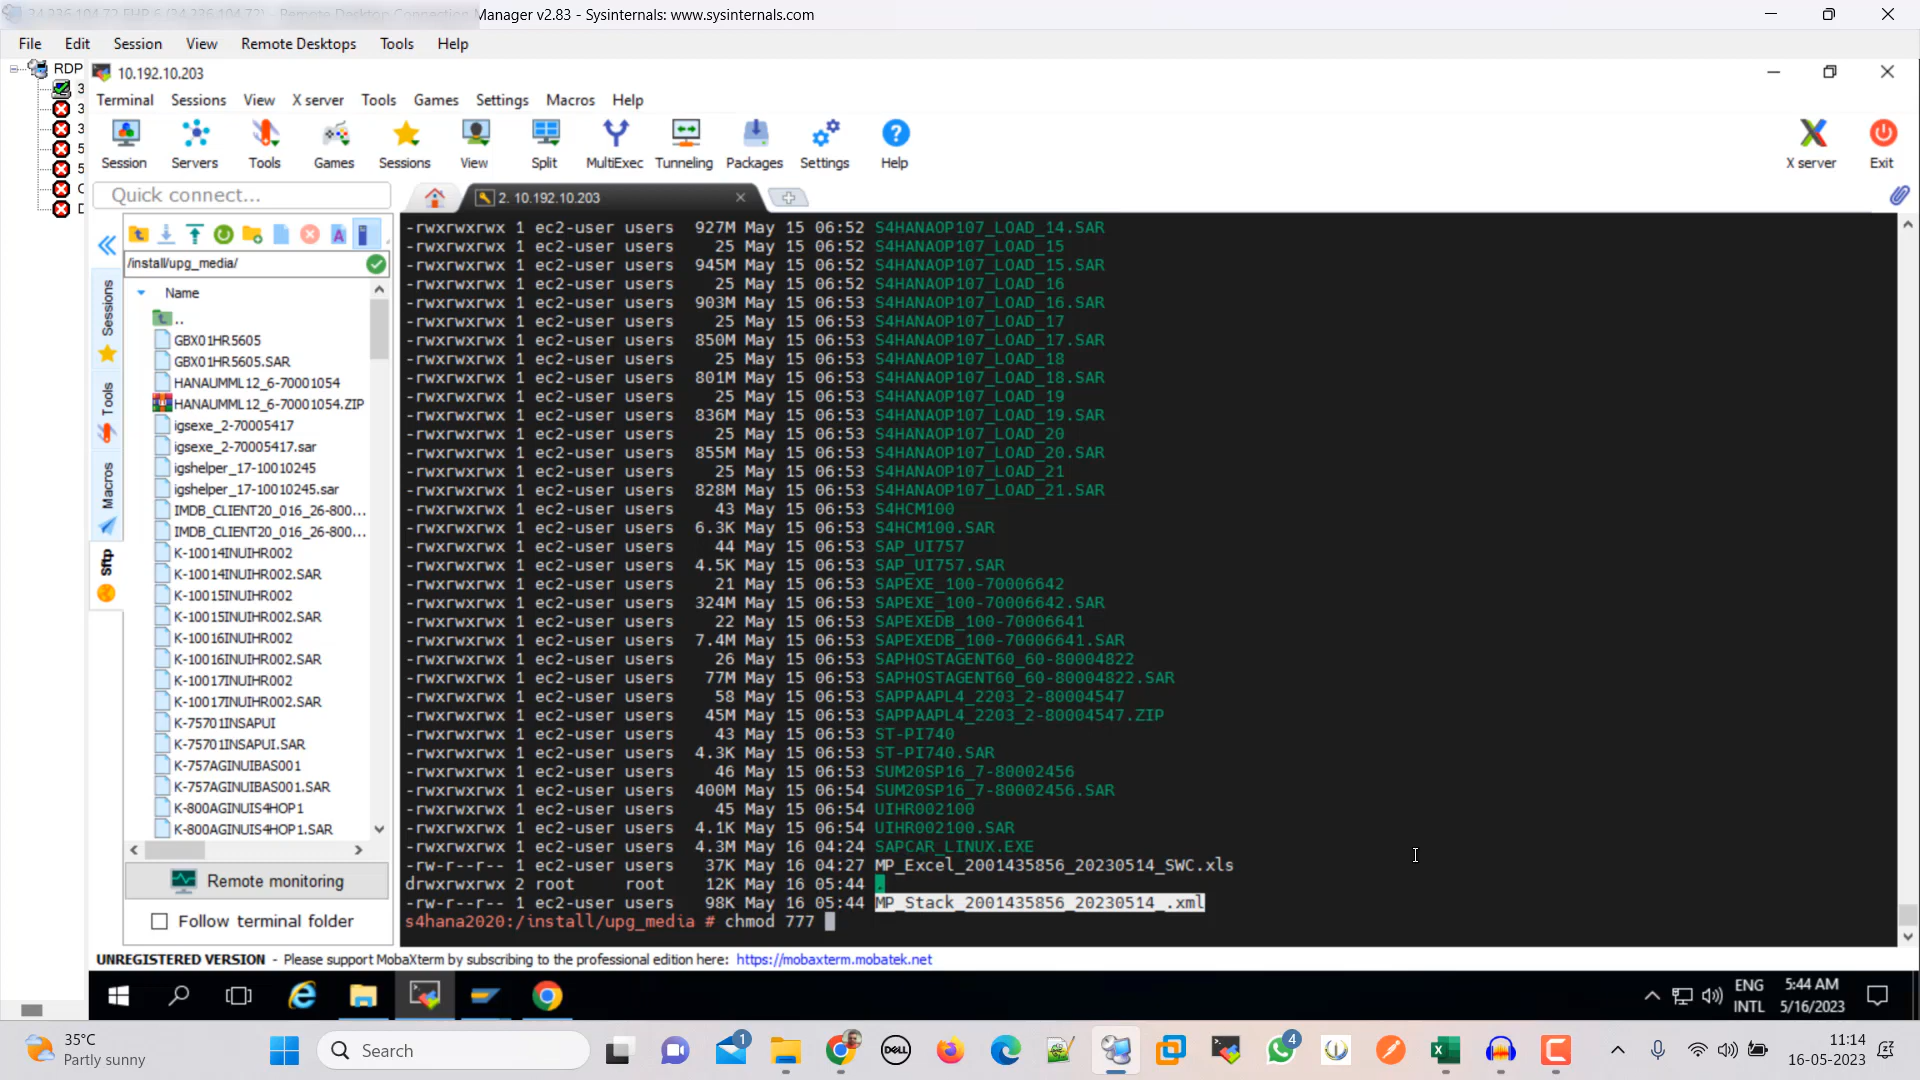 Manager v2.83 - Sysinternals: www.sysinternals.com
File Edit Session View Remote Desktops Tools Help
RDP
10.192.10.203
Terminal Sessions View X server Tools Games Settings Macros Help
Session Servers Tools Games Sessions View Split MultiExec Tunneling Packages Settings Help X server Exit
Quick connect...
2. 10.192.10.203
/install/upg_media/
Name
..
GBX01HR5605
GBX01HR5605.SAR
HANAUMML12_6-70001054
HANAUMML12_6-70001054.ZIP
igsexe_2-70005417
igsexe_2-70005417.sar
igshelper_17-10010245
igshelper_17-10010245.sar
IMDB_CLIENT20_016_26-800...
IMDB_CLIENT20_016_26-800...
K-10014INUIHR002
K-10014INUIHR002.SAR
K-10015INUIHR002
K-10015INUIHR002.SAR
K-10016INUIHR002
K-10016INUIHR002.SAR
K-10017INUIHR002
K-10017INUIHR002.SAR
K-75701INSAPUI
K-75701INSAPUI.SAR
K-757AGINUIBAS001
K-757AGINUIBAS001.SAR
K-800AGINUIS4HOP1
K-800AGINUIS4HOP1.SAR
Remote monitoring
Follow terminal folder
Sessions
Tools
Macros
Sftp
-rwxrwxrwx 1 ec2-user users 927M May 15 06:52 S4HANAOP107_LOAD_14.SAR
-rwxrwxrwx 1 ec2-user users 25 May 15 06:52 S4HANAOP107_LOAD_15
-rwxrwxrwx 1 ec2-user users 945M May 15 06:52 S4HANAOP107_LOAD_15.SAR
-rwxrwxrwx 1 ec2-user users 25 May 15 06:52 S4HANAOP107_LOAD_16
-rwxrwxrwx 1 ec2-user users 903M May 15 06:53 S4HANAOP107_LOAD_16.SAR
-rwxrwxrwx 1 ec2-user users 25 May 15 06:53 S4HANAOP107_LOAD_17
-rwxrwxrwx 1 ec2-user users 850M May 15 06:53 S4HANAOP107_LOAD_17.SAR
-rwxrwxrwx 1 ec2-user users 25 May 15 06:53 S4HANAOP107_LOAD_18
-rwxrwxrwx 1 ec2-user users 801M May 15 06:53 S4HANAOP107_LOAD_18.SAR
-rwxrwxrwx 1 ec2-user users 25 May 15 06:53 S4HANAOP107_LOAD_19
-rwxrwxrwx 1 ec2-user users 836M May 15 06:53 S4HANAOP107_LOAD_19.SAR
-rwxrwxrwx 1 ec2-user users 25 May 15 06:53 S4HANAOP107_LOAD_20
-rwxrwxrwx 1 ec2-user users 855M May 15 06:53 S4HANAOP107_LOAD_20.SAR
-rwxrwxrwx 1 ec2-user users 25 May 15 06:53 S4HANAOP107_LOAD_21
-rwxrwxrwx 1 ec2-user users 828M May 15 06:53 S4HANAOP107_LOAD_21.SAR
-rwxrwxrwx 1 ec2-user users 43 May 15 06:53 S4HCM100
-rwxrwxrwx 1 ec2-user users 6.3K May 15 06:53 S4HCM100.SAR
-rwxrwxrwx 1 ec2-user users 44 May 15 06:53 SAP_UI757
-rwxrwxrwx 1 ec2-user users 4.5K May 15 06:53 SAP_UI757.SAR
-rwxrwxrwx 1 ec2-user users 21 May 15 06:53 SAPEXE_100-70006642
-rwxrwxrwx 1 ec2-user users 324M May 15 06:53 SAPEXE_100-70006642.SAR
-rwxrwxrwx 1 ec2-user users 22 May 15 06:53 SAPEXEDB_100-70006641
-rwxrwxrwx 1 ec2-user users 7.4M May 15 06:53 SAPEXEDB_100-70006641.SAR
-rwxrwxrwx 1 ec2-user users 26 May 15 06:53 SAPHOSTAGENT60_60-80004822
-rwxrwxrwx 1 ec2-user users 77M May 15 06:53 SAPHOSTAGENT60_60-80004822.SAR
-rwxrwxrwx 1 ec2-user users 58 May 15 06:53 SAPPAAPL4_2203_2-80004547
-rwxrwxrwx 1 ec2-user users 45M May 15 06:53 SAPPAAPL4_2203_2-80004547.ZIP
-rwxrwxrwx 1 ec2-user users 43 May 15 06:53 ST-PI740
-rwxrwxrwx 1 ec2-user users 4.3K May 15 06:53 ST-PI740.SAR
-rwxrwxrwx 1 ec2-user users 46 May 15 06:53 SUM20SP16_7-80002456
-rwxrwxrwx 1 ec2-user users 400M May 15 06:54 SUM20SP16_7-80002456.SAR
-rwxrwxrwx 1 ec2-user users 45 May 15 06:54 UIHR002100
-rwxrwxrwx 1 ec2-user users 4.1K May 15 06:54 UIHR002100.SAR
-rwxrwxrwx 1 ec2-user users 4.3M May 16 04:24 SAPCAR_LINUX.EXE
-rw-r--r-- 1 ec2-user users 37K May 16 04:27 MP_Excel_2001435856_20230514_SWC.xls
drwxrwxrwx 2 root root 12K May 16 05:44 .
-rw-r--r-- 1 ec2-user users 98K May 16 05:44 MP_Stack_2001435856_20230514_.xml
s4hana2020:/install/upg_media # chmod 777
UNREGISTERED VERSION - Please support MobaXterm by subscribing to the professional edition here: https://mobaxterm.mobatek.net
ENG
INTL
5:44 AM
5/16/2023
35°C
Partly sunny
Search
DELL
1
4
11:14
16-05-2023